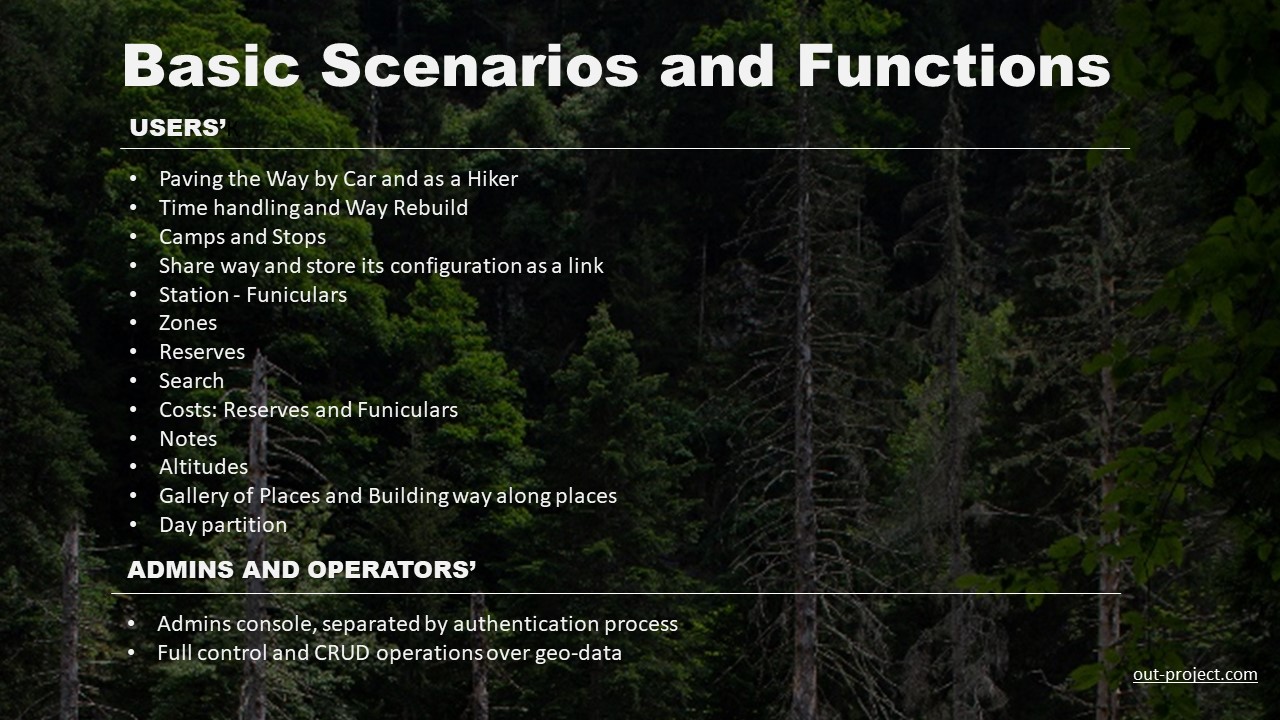 Basic Scenarios and Functions
USERS’
• Paving the Way by Car and as a Hiker
• Time handling and Way Rebuild
• Camps and Stops
• Share way and store its configuration as a link
• Station - Funiculars
• Zones
• Reserves
• Search
• Costs: Reserves and Funiculars
• Notes
• Altitudes
• Gallery of Places and Building way along places
• Day partition
ADMINS AND OPERATORS’
• Admins console, separated by authentication process
• Full control and CRUD operations over geo-data
out-project.com